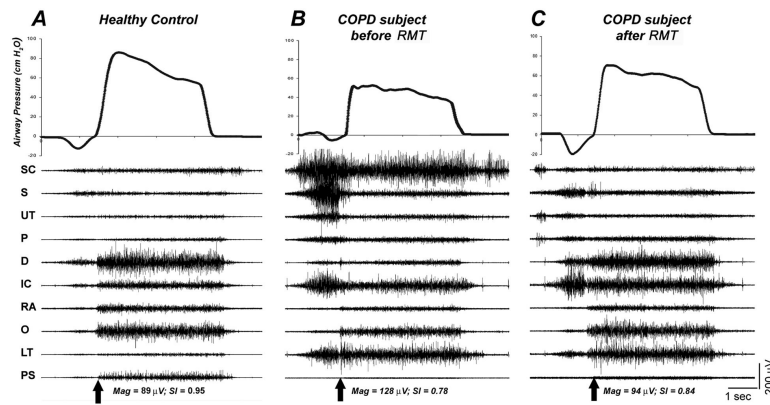 A Healthy Control
B COPD subject before RMT
C COPD subject after RMT
Airway Pressure (cm H2O)
100
80
60
40
20
0
-20
100
80
60
40
20
0
-20
100
80
60
40
20
0
-20
SC
S
UT
P
D
IC
RA
O
LT
PS
Mag = 89 µV; SI = 0.95
Mag = 128 µV; SI = 0.78
Mag = 94 µV; SI = 0.84
1 sec
200 µV